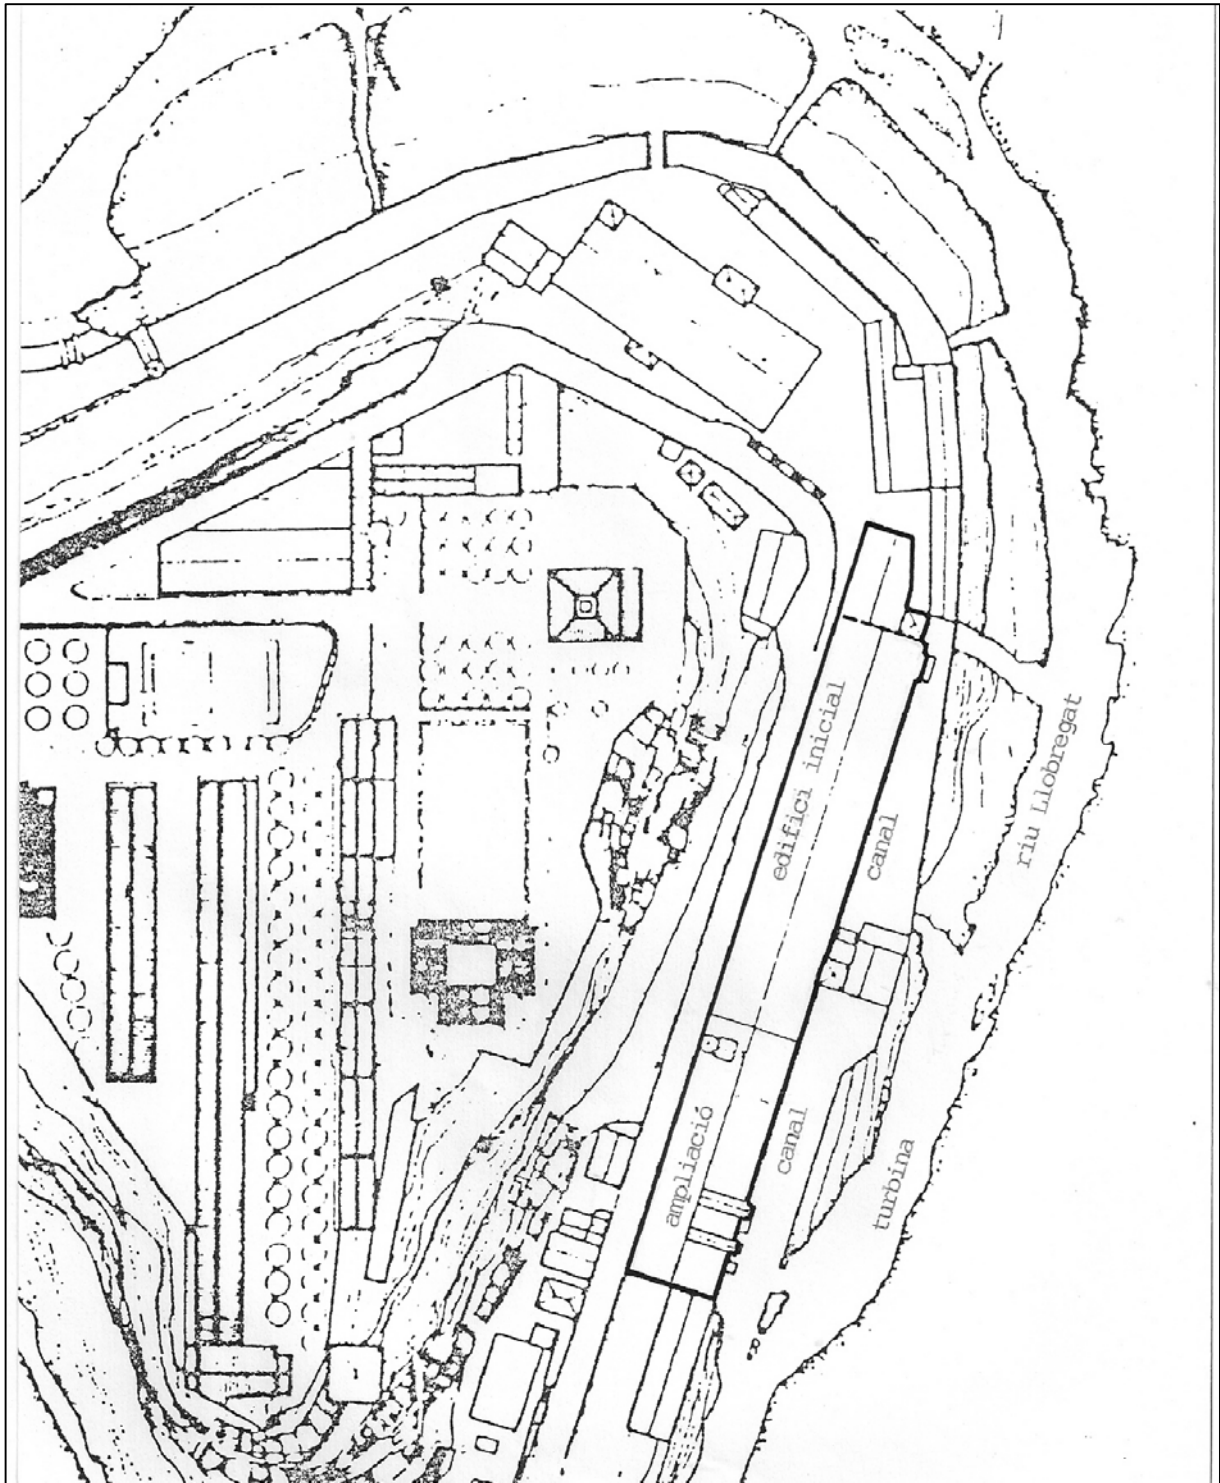 edifici inicial
canal
riu Llobregat
ampliació
canal
turbina